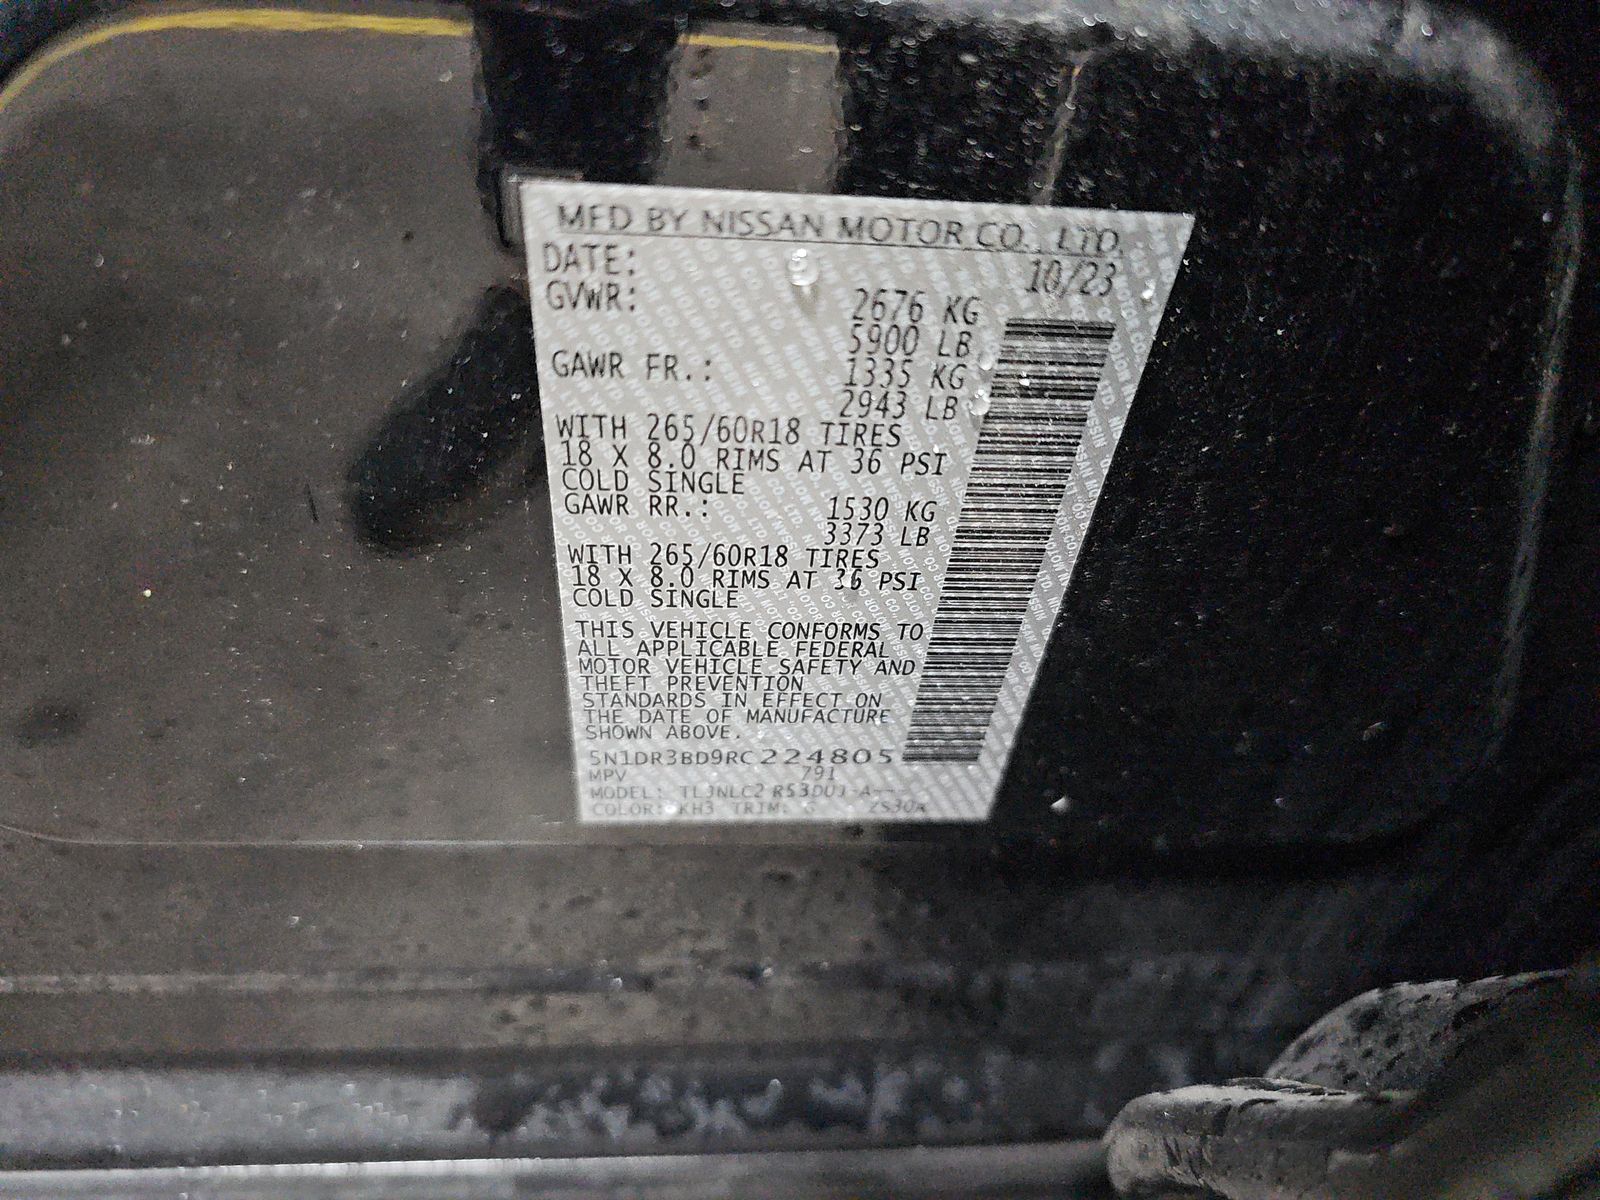 MFD BY NISSAN MOTOR CO., LTD.
DATE: 10/23
GVWR: 2676 KG
5900 LB
GAWR FR.: 1335 KG
2943 LB
WITH 265/60R18 TIRES
18 X 8.0 RIMS AT 36 PSI
COLD SINGLE
GAWR RR.: 1530 KG
3373 LB
WITH 265/60R18 TIRES
18 X 8.0 RIMS AT 36 PSI
COLD SINGLE
THIS VEHICLE CONFORMS TO
ALL APPLICABLE FEDERAL
MOTOR VEHICLE SAFETY AND
THEFT PREVENTION
STANDARDS IN EFFECT ON
THE DATE OF MANUFACTURE
SHOWN ABOVE.
5N1DR3BD9RC224805
MPV 791
MODEL:
COLOR: KH3 TRIM: G